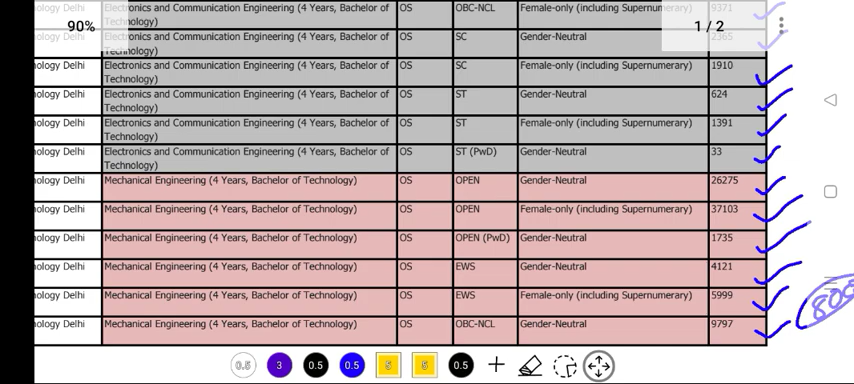 90%
1 / 2
ology Delhi Electronics and Communication Engineering (4 Years, Bachelor of Technology) OS OBC-NCL Female-only (including Supernumerary) 9371
ology Delhi Electronics and Communication Engineering (4 Years, Bachelor of Technology) OS SC Gender-Neutral 2365
ology Delhi Electronics and Communication Engineering (4 Years, Bachelor of Technology) OS SC Female-only (including Supernumerary) 1910
ology Delhi Electronics and Communication Engineering (4 Years, Bachelor of Technology) OS ST Gender-Neutral 624
ology Delhi Electronics and Communication Engineering (4 Years, Bachelor of Technology) OS ST Female-only (including Supernumerary) 1391
ology Delhi Electronics and Communication Engineering (4 Years, Bachelor of Technology) OS ST (PwD) Gender-Neutral 33
ology Delhi Mechanical Engineering (4 Years, Bachelor of Technology) OS OPEN Gender-Neutral 26275
ology Delhi Mechanical Engineering (4 Years, Bachelor of Technology) OS OPEN Female-only (including Supernumerary) 37103
ology Delhi Mechanical Engineering (4 Years, Bachelor of Technology) OS OPEN (PwD) Gender-Neutral 1735
ology Delhi Mechanical Engineering (4 Years, Bachelor of Technology) OS EWS Gender-Neutral 4121
ology Delhi Mechanical Engineering (4 Years, Bachelor of Technology) OS EWS Female-only (including Supernumerary) 5999
ology Delhi Mechanical Engineering (4 Years, Bachelor of Technology) OS OBC-NCL Gender-Neutral 9797
0.5 3 0.5 0.5 5 5 0.5